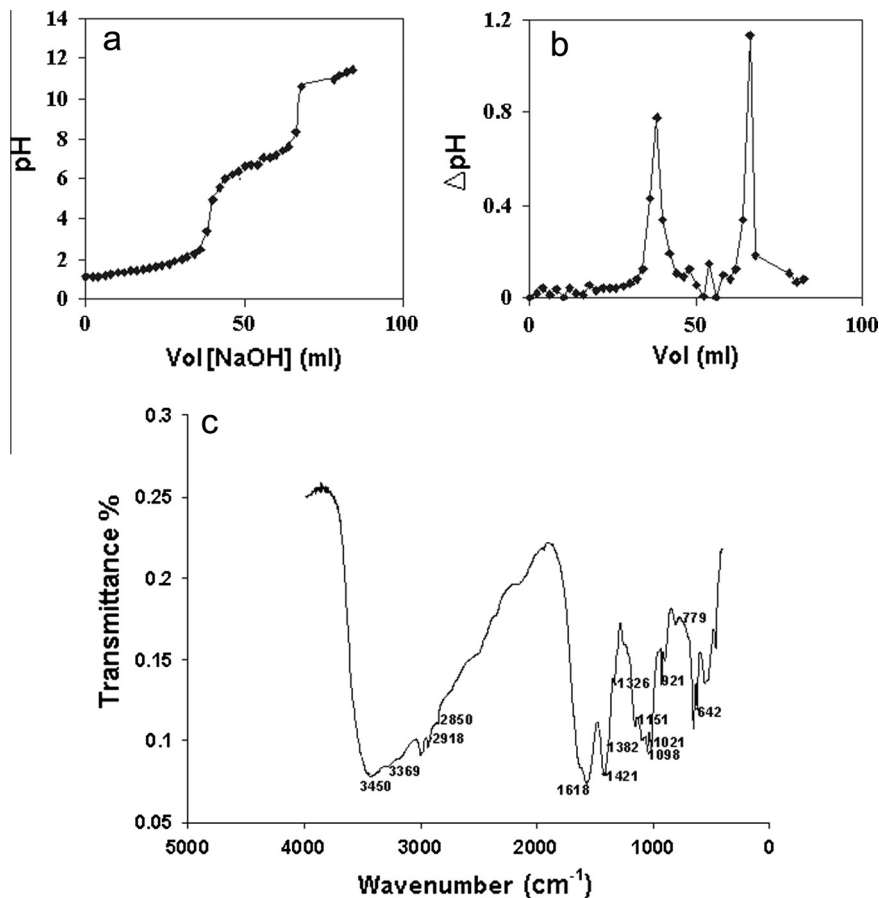 a
14
12
10
8
6
4
2
0
pH
0 50 100
Vol [NaOH] (ml)
b
1.2
0.8
0.4
0
△pH
0 50 100
Vol (ml)
c
0.3
0.25
0.2
0.15
0.1
0.05
Transmittance %
3450
3369
2918
2850
1618
1421
1382
1326
1151
1098
1021
921
779
642
5000 4000 3000 2000 1000 0
Wavenumber (cm⁻¹)